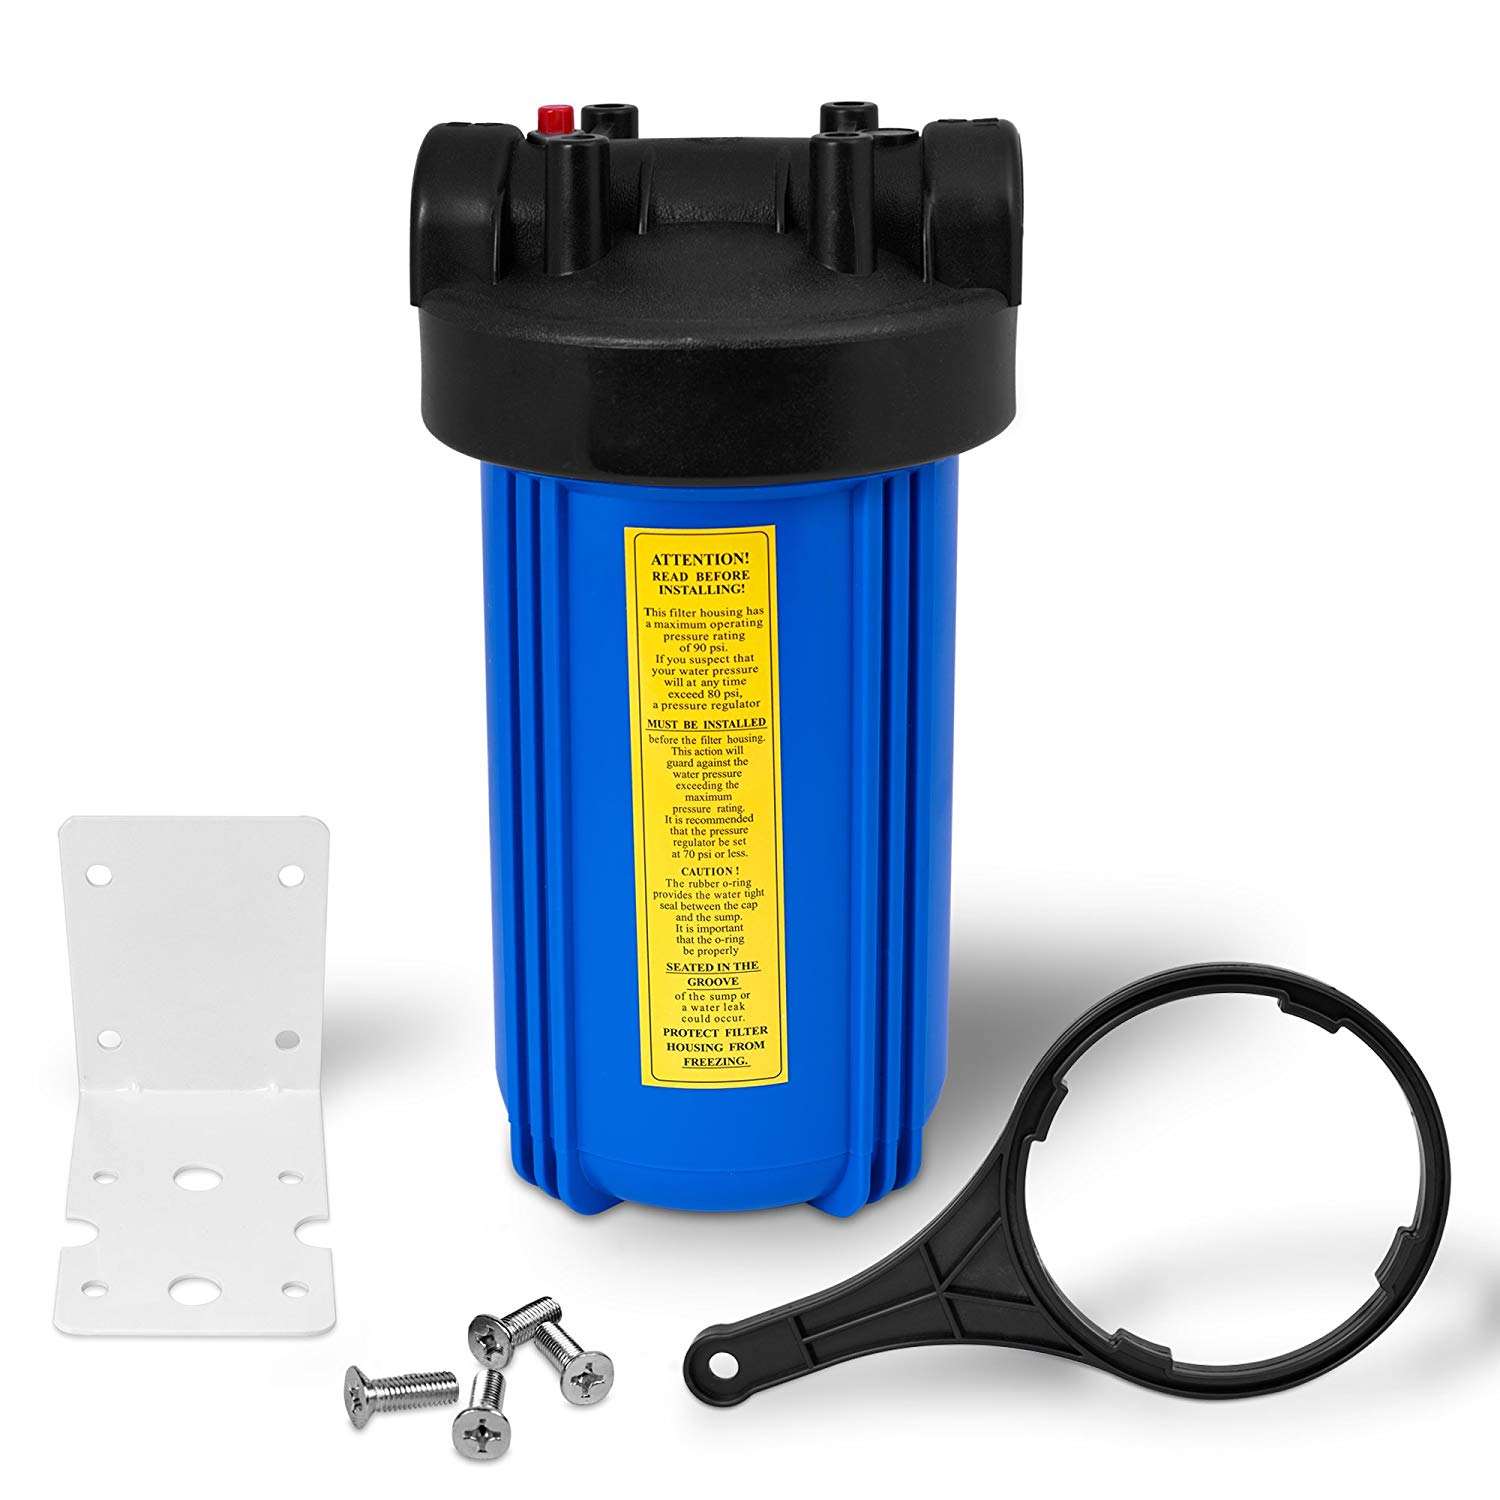 ATTENTION!
READ BEFORE
INSTALLING!
This filter housing has
a maximum operating
pressure rating
of 90 psi.
If you suspect that
your water pressure
will at any time
exceed 80 psi,
a pressure regulator
MUST BE INSTALLED
before the filter housing.
This action will
guard against the
water pressure
exceeding the
maximum
pressure rating.
It is recommended
that the pressure
regulator be set
at 70 psi or less.
CAUTION !
The rubber o-ring
provides the water tight
seal between the cap
and the sump.
It is important
that the o-ring
be properly
SEATED IN THE
GROOVE
of the sump or
a water leak
could occur.
PROTECT FILTER
HOUSING FROM
FREEZING.